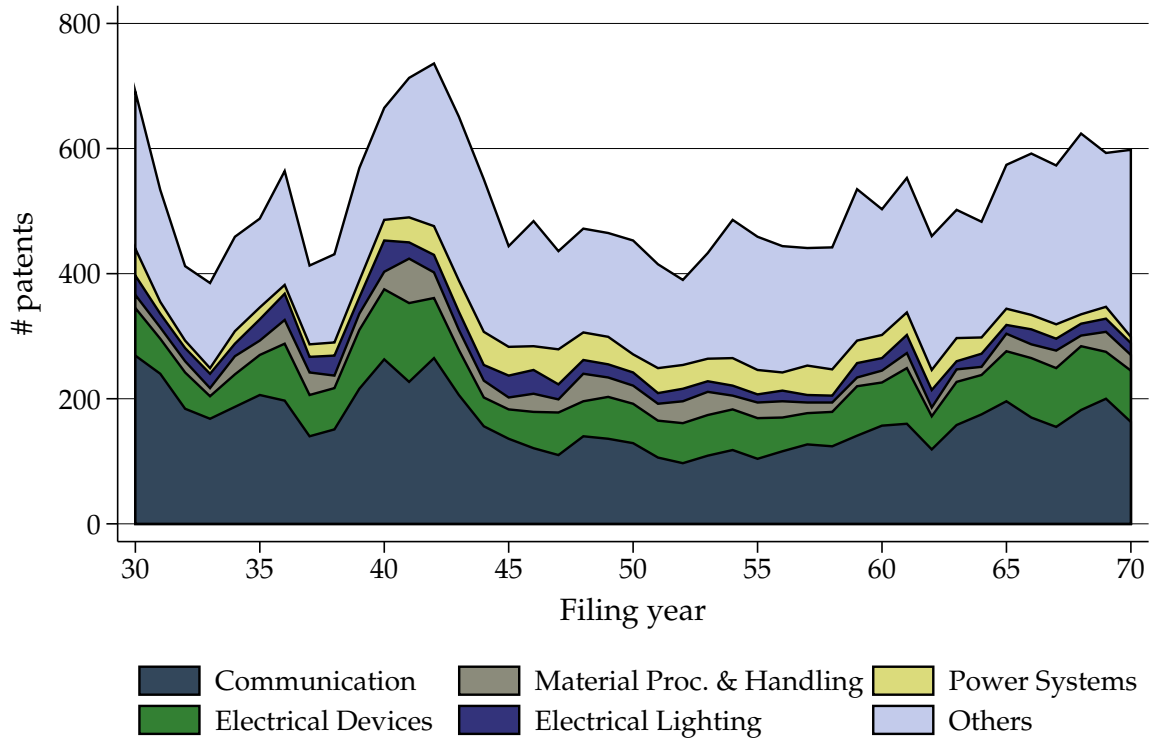 800
600
400
200
0
# patents
30 35 40 45 50 55 60 65 70
Filing year
Communication Material Proc. & Handling Power Systems
Electrical Devices Electrical Lighting Others